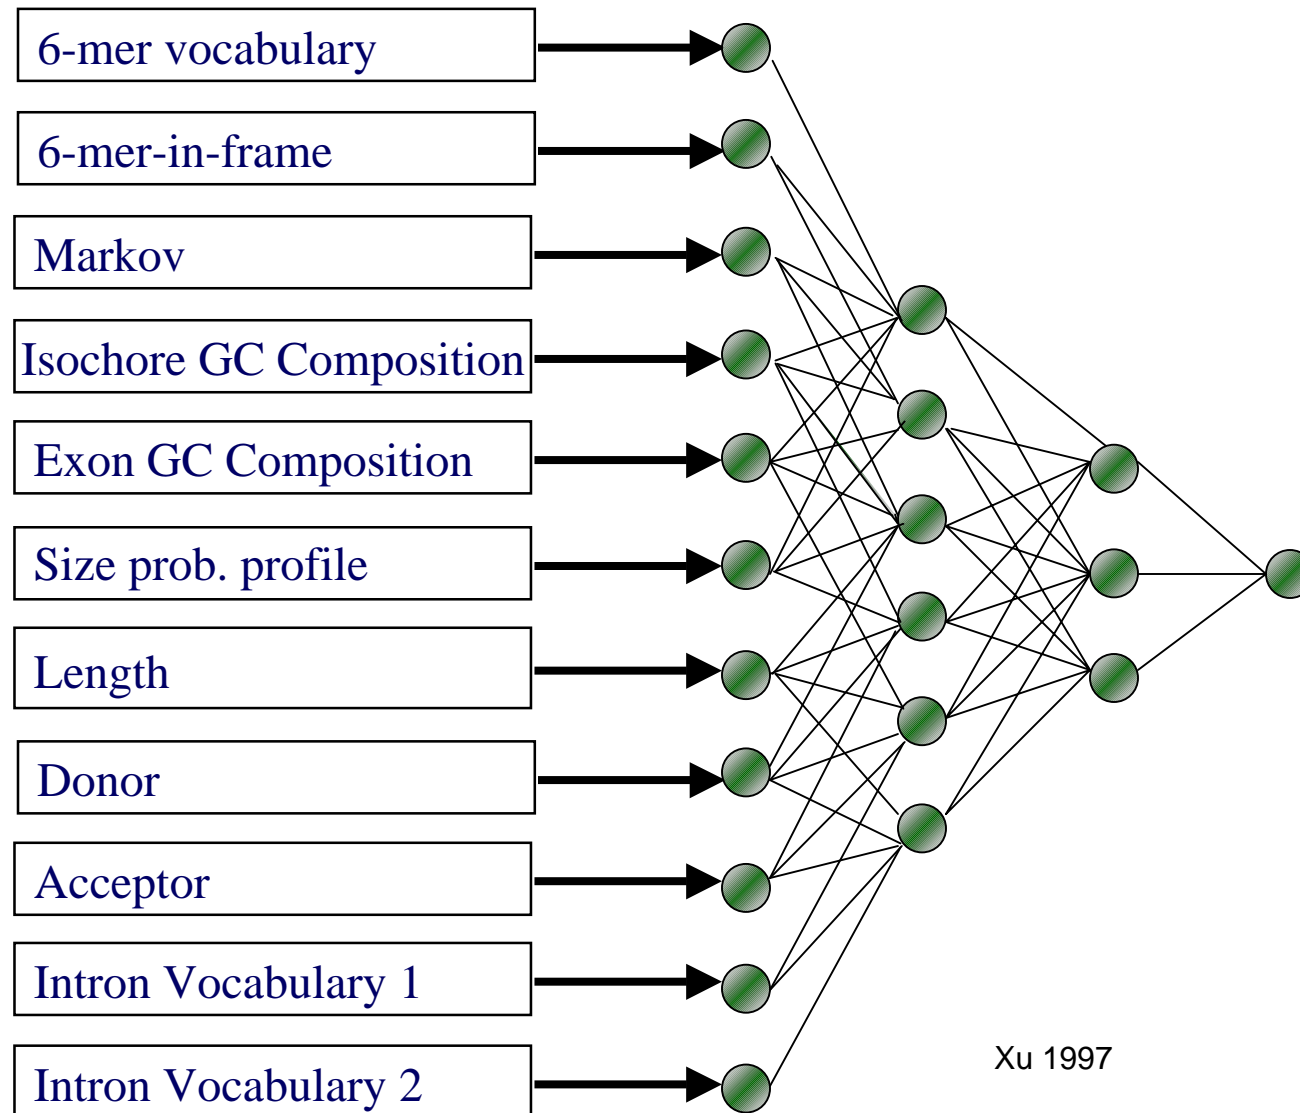 6-mer vocabulary
6-mer-in-frame
Markov
Isochore GC Composition
Exon GC Composition
Size prob. profile
Length
Donor
Acceptor
Intron Vocabulary 1
Intron Vocabulary 2
Xu 1997